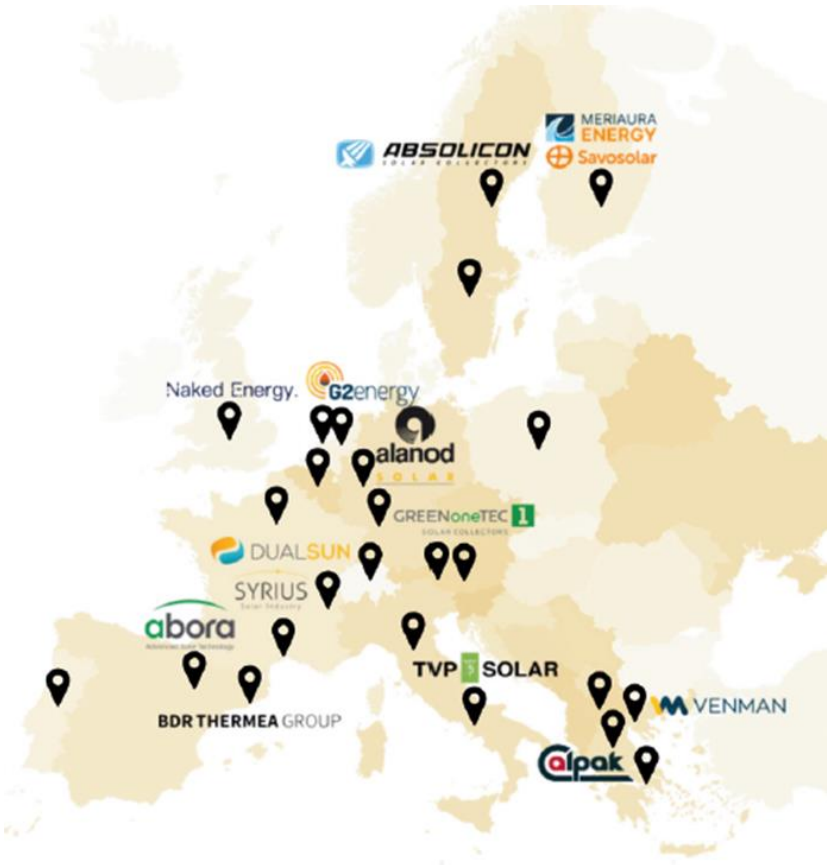 MERIAURA
ENERGY
Savosolar
ABSOLICON
SOLAR COLLECTORS
Naked Energy.
G2energy
alanod
SOLAR
GREENoneTEC 1
SOLAR COLLECTORS
DUALSUN
SYRIUS
Solar Industry
abora
TVP SOLAR
BDR THERMEA GROUP
VENMAN
Calpak